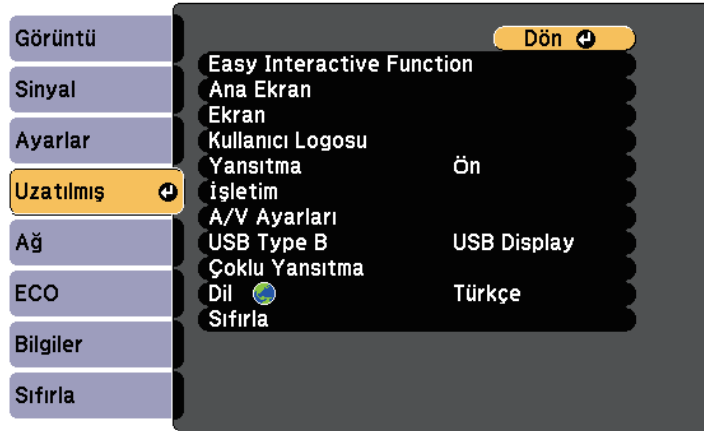 Görüntü
Sinyal
Ayarlar
Uzatılmış
Ağ
ECO
Bilgiler
Sıfırla
Dön
Easy Interactive Function
Ana Ekran
Ekran
Kullanıcı Logosu
Yansıtma Ön
İşletim
A/V Ayarları
USB Type B USB Display
Çoklu Yansıtma
Dil Türkçe
Sıfırla